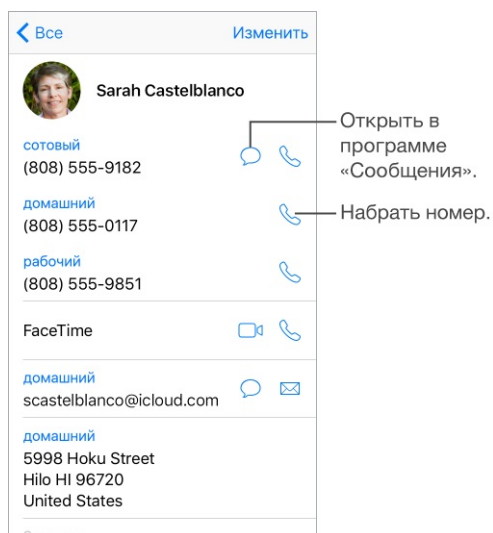 Все
Изменить
Sarah Castelblanco
сотовый
(808) 555-9182
Открыть в
программе
«Сообщения».
домашний
(808) 555-0117
Набрать номер.
рабочий
(808) 555-9851
FaceTime
домашний
scastelblanco@icloud.com
домашний
5998 Hoku Street
Hilo HI 96720
United States